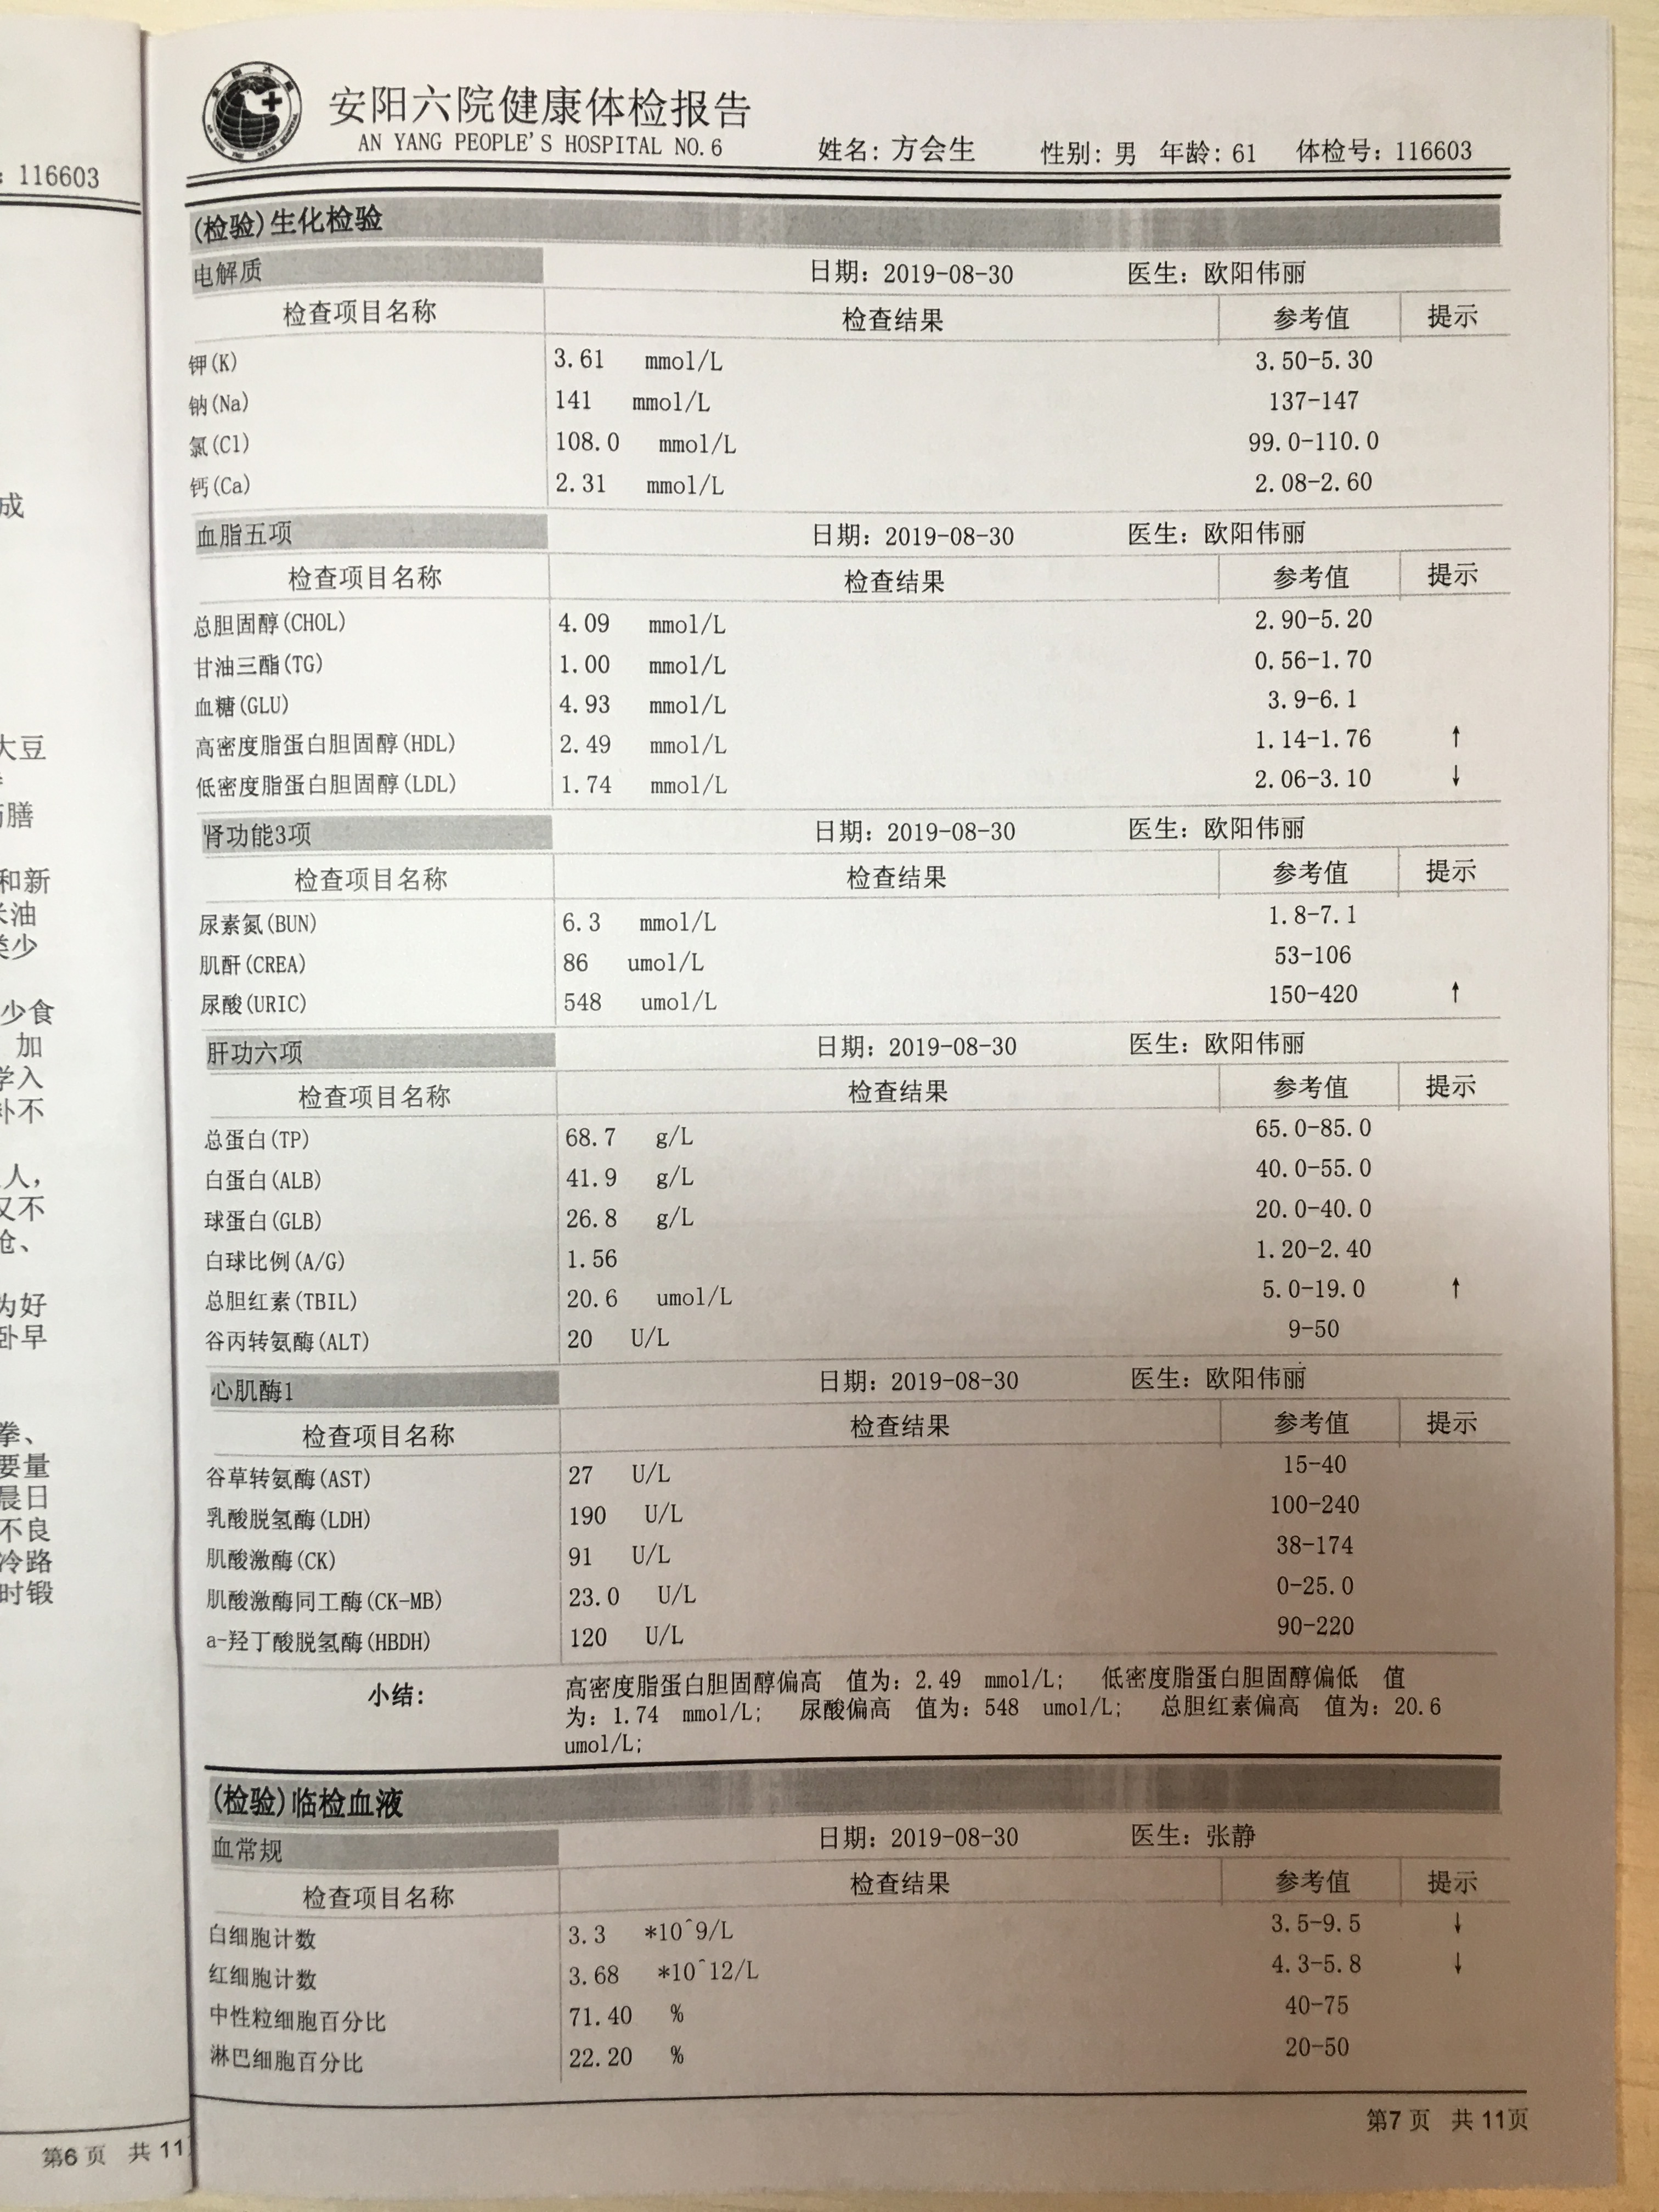 : 116603
成
大豆
膳
和新
油
类少
少食
加
学入
补不
人,
又不
、
为好
卧早
拳、
要量
晨日
不良
冷路
时锻
第6 页 共 11
安阳六院健康体检报告
AN YANG PEOPLE'S HOSPITAL NO.6 姓名: 方会生 性别: 男 年龄: 61 体检号: 116603
(检验)生化检验
电解质 日期: 2019-08-30 医生: 欧阳伟丽
检查项目名称 检查结果 参考值 提示
钾(K) 3.61 mmol/L 3.50-5.30
钠(Na) 141 mmol/L 137-147
氯(Cl) 108.0 mmol/L 99.0-110.0
钙(Ca) 2.31 mmol/L 2.08-2.60
血脂五项 日期: 2019-08-30 医生: 欧阳伟丽
检查项目名称 检查结果 参考值 提示
总胆固醇(CHOL) 4.09 mmol/L 2.90-5.20
甘油三酯(TG) 1.00 mmol/L 0.56-1.70
血糖(GLU) 4.93 mmol/L 3.9-6.1
高密度脂蛋白胆固醇(HDL) 2.49 mmol/L 1.14-1.76 ↑
低密度脂蛋白胆固醇(LDL) 1.74 mmol/L 2.06-3.10 ↓
肾功能3项 日期: 2019-08-30 医生: 欧阳伟丽
检查项目名称 检查结果 参考值 提示
尿素氮(BUN) 6.3 mmol/L 1.8-7.1
肌酐(CREA) 86 umol/L 53-106
尿酸(URIC) 548 umol/L 150-420 ↑
肝功六项 日期: 2019-08-30 医生: 欧阳伟丽
检查项目名称 检查结果 参考值 提示
总蛋白(TP) 68.7 g/L 65.0-85.0
白蛋白(ALB) 41.9 g/L 40.0-55.0
球蛋白(GLB) 26.8 g/L 20.0-40.0
白球比例(A/G) 1.56 1.20-2.40
总胆红素(TBIL) 20.6 umol/L 5.0-19.0 ↑
谷丙转氨酶(ALT) 20 U/L 9-50
心肌酶1 日期: 2019-08-30 医生: 欧阳伟丽
检查项目名称 检查结果 参考值 提示
谷草转氨酶(AST) 27 U/L 15-40
乳酸脱氢酶(LDH) 190 U/L 100-240
肌酸激酶(CK) 91 U/L 38-174
肌酸激酶同工酶(CK-MB) 23.0 U/L 0-25.0
a-羟丁酸脱氢酶(HBDH) 120 U/L 90-220
小结: 高密度脂蛋白胆固醇偏高 值为: 2.49 mmol/L; 低密度脂蛋白胆固醇偏低 值
为: 1.74 mmol/L; 尿酸偏高 值为: 548 umol/L; 总胆红素偏高 值为: 20.6
umol/L;
(检验)临检血液
血常规 日期: 2019-08-30 医生: 张静
检查项目名称 检查结果 参考值 提示
白细胞计数 3.3 *10^9/L 3.5-9.5 ↓
红细胞计数 3.68 *10^12/L 4.3-5.8 ↓
中性粒细胞百分比 71.40 % 40-75
淋巴细胞百分比 22.20 % 20-50
第7 页 共 11页